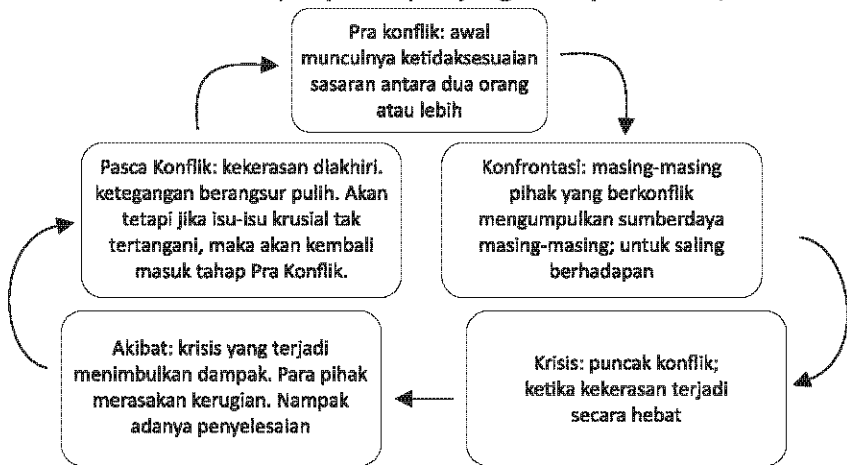 Pra konflik: awal
munculnya ketidaksesuaian
sasaran antara dua orang
atau lebih
Konfrontasi: masing-masing
pihak yang berkonflik
mengumpulkan sumberdaya
masing-masing; untuk saling
berhadapan
Krisis: puncak konflik;
ketika kekerasan terjadi
secara hebat
Akibat: krisis yang terjadi
menimbulkan dampak. Para pihak
merasakan kerugian. Nampak
adanya penyelesaian
Pasca Konflik: kekerasan diakhiri.
ketegangan berangsur pulih. Akan
tetapi jika isu-isu krusial tak
tertangani, maka akan kembali
masuk tahap Pra Konflik.